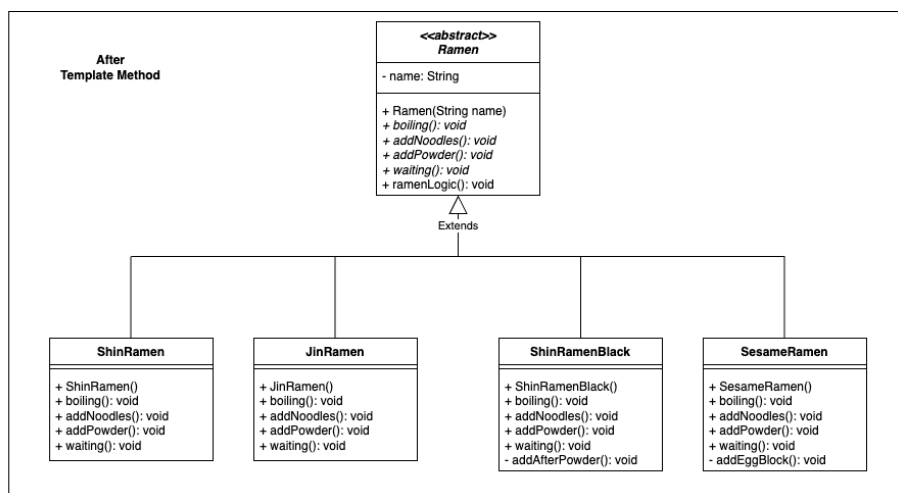 After
Template Method
<<abstract>>
Ramen
- name: String
+ Ramen(String name)
+ boiling(): void
+ addNoodles(): void
+ addPowder(): void
+ waiting(): void
+ ramenLogic(): void
Extends
ShinRamen
+ ShinRamen()
+ boiling(): void
+ addNoodles(): void
+ addPowder(): void
+ waiting(): void
JinRamen
+ JinRamen()
+ boiling(): void
+ addNoodles(): void
+ addPowder(): void
+ waiting(): void
ShinRamenBlack
+ ShinRamenBlack()
+ boiling(): void
+ addNoodles(): void
+ addPowder(): void
+ waiting(): void
- addAfterPowder(): void
SesameRamen
+ SesameRamen()
+ boiling(): void
+ addNoodles(): void
+ addPowder(): void
+ waiting(): void
- addEggBlock(): void